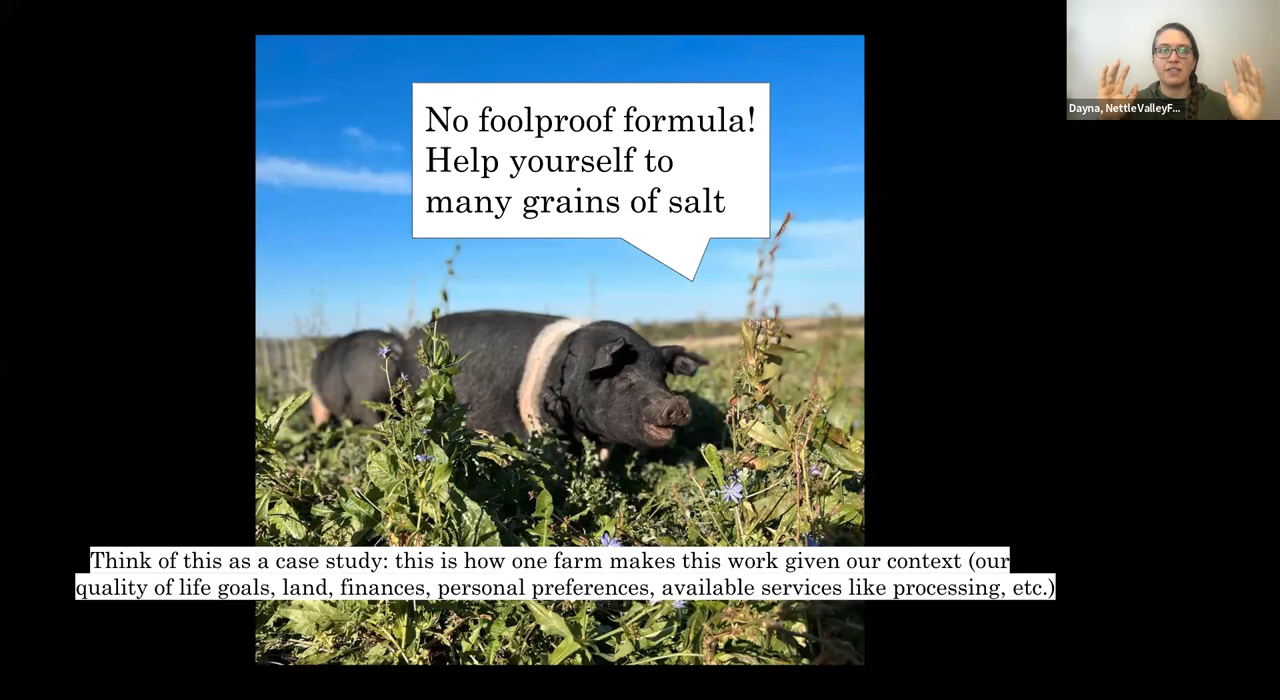 No foolproof formula!
Help yourself to
many grains of salt
Dayna, NettleValleyF...
Think of this as a case study: this is how one farm makes this work given our context (our
quality of life goals, land, finances, personal preferences, available services like processing, etc.)